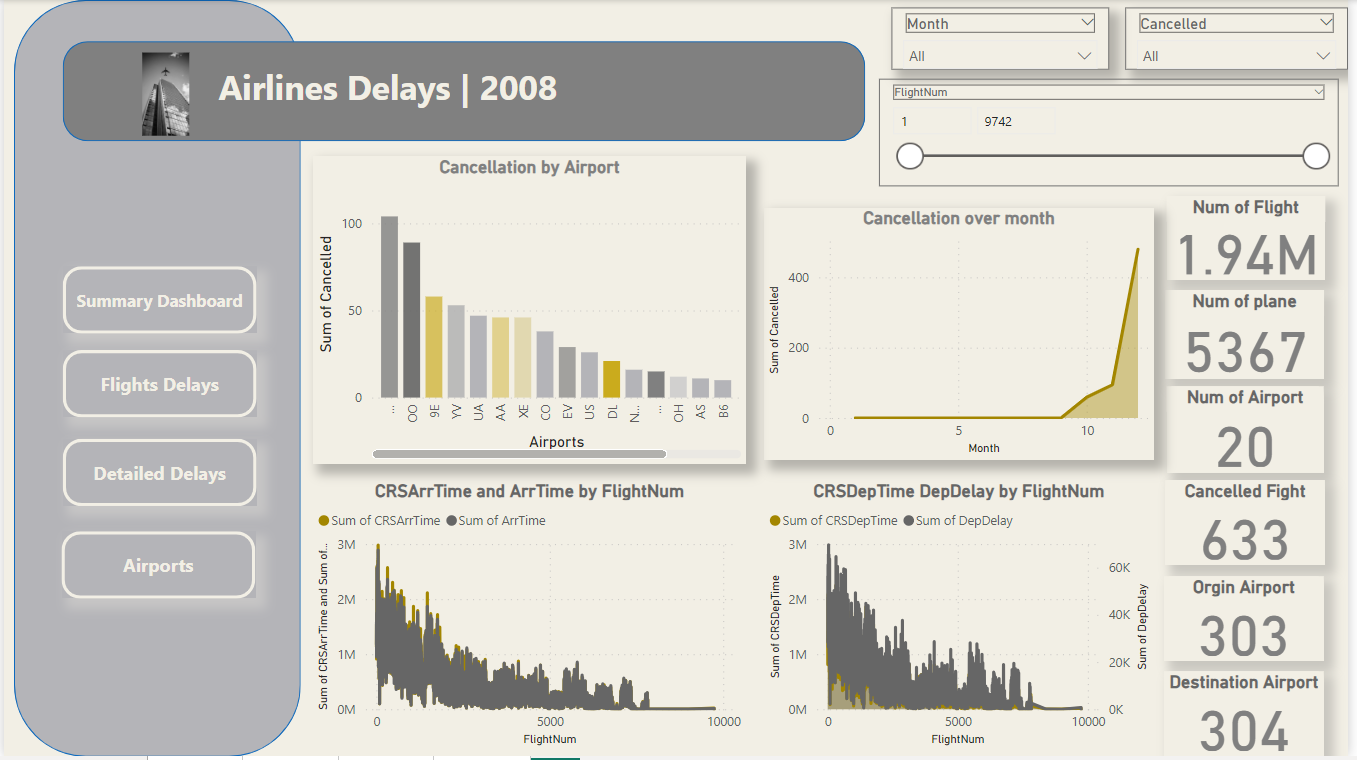 Airlines Delays | 2008
Month
All
Cancelled
All
FlightNum
1 9742
Summary Dashboard
Flights Delays
Detailed Delays
Airports
Cancellation by Airport
Sum of Cancelled
100
50
0
... OO 9E YV UA AA XE CO EV US DL N... ... OH AS B6
Airports
Cancellation over month
Sum of Cancelled
400
200
0
0 5 10
Month
CRSArrTime and ArrTime by FlightNum
Sum of CRSArrTime Sum of ArrTime
Sum of CRSArrTime and Sum of...
3M
2M
1M
0M
0 5000 10000
FlightNum
CRSDepTime DepDelay by FlightNum
Sum of CRSDepTime Sum of DepDelay
Sum of CRSDepTime
3M
2M
1M
0M
60K
40K
20K
0K
Sum of DepDelay
0 5000 10000
FlightNum
Num of Flight
1.94M
Num of plane
5367
Num of Airport
20
Cancelled Fight
633
Orgin Airport
303
Destination Airport
304